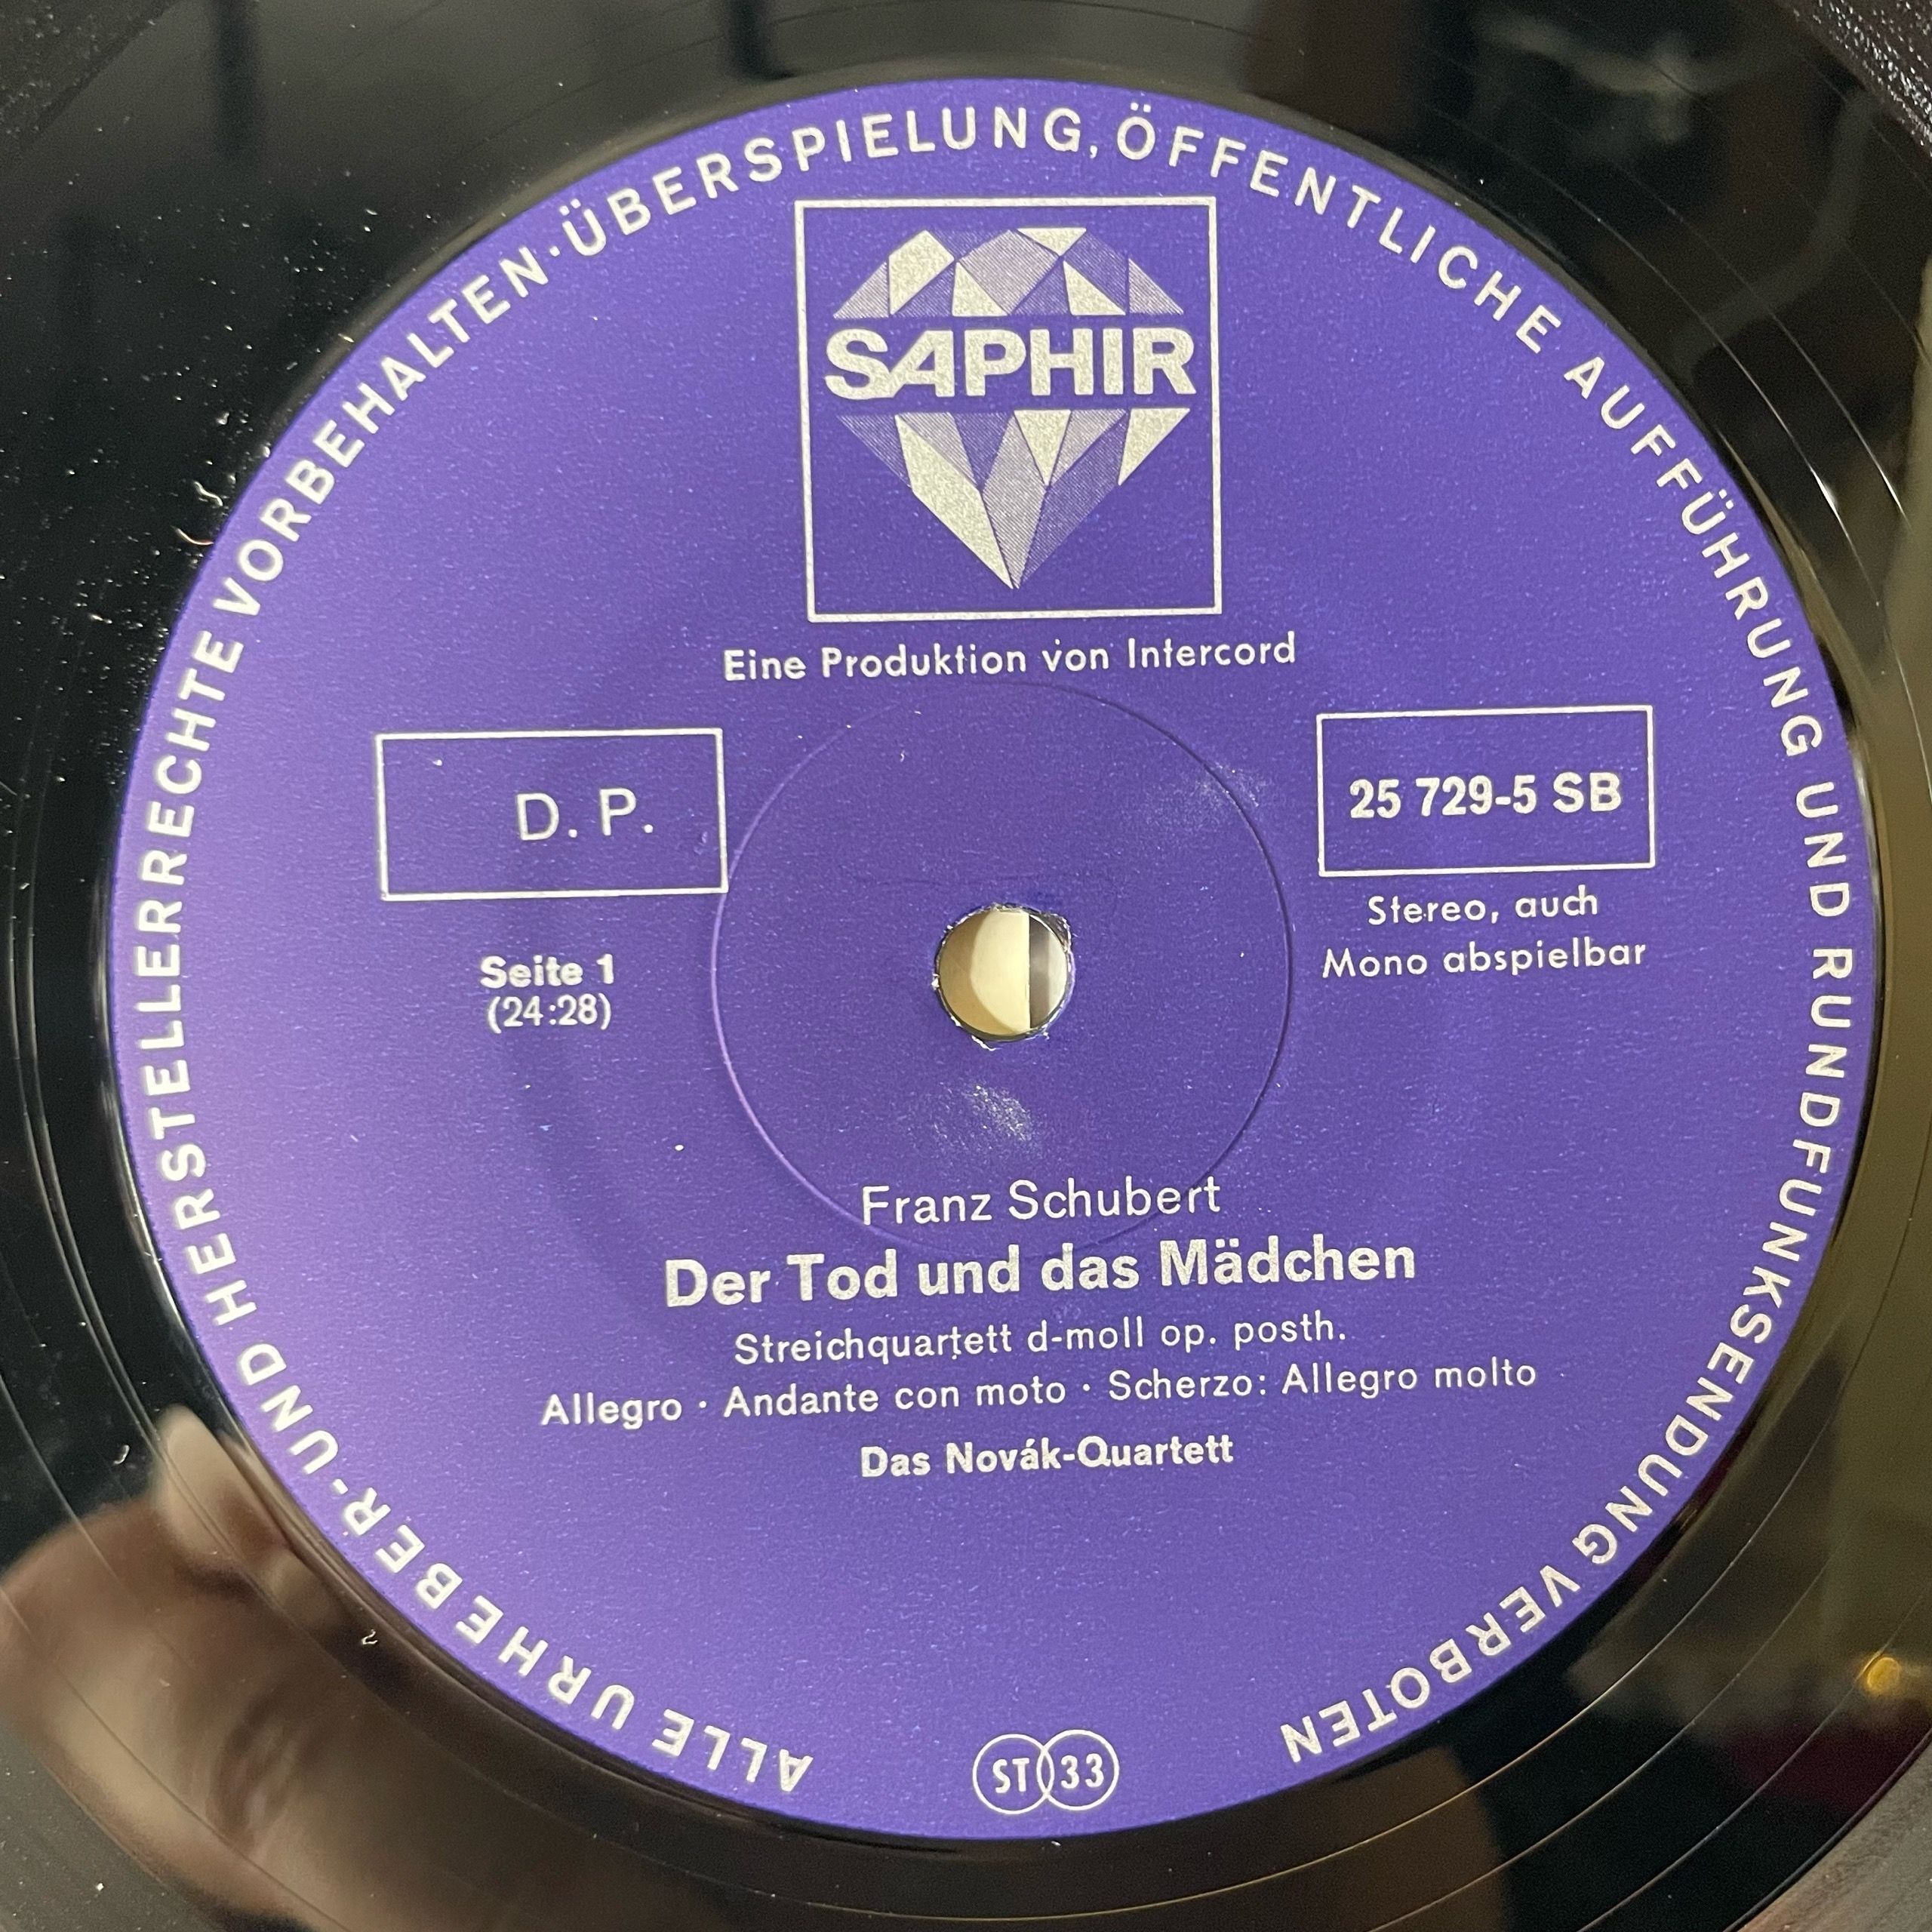 ALLE URHEBER- UND HERSTELLERRECHTE VORBEHALTEN · ÜBERSPIELUNG, ÖFFENTLICHE AUFFÜHRUNG UND RUNDFUNKSENDUNG VERBOTEN
SAPHIR
Eine Produktion von Intercord
D. P.
25 729-5 SB
Stereo, auch
Mono abspielbar
Seite 1
(24:28)
Franz Schubert
Der Tod und das Mädchen
Streichquartett d-moll op. posth.
Allegro · Andante con moto · Scherzo: Allegro molto
Das Novák-Quartett
ST 33